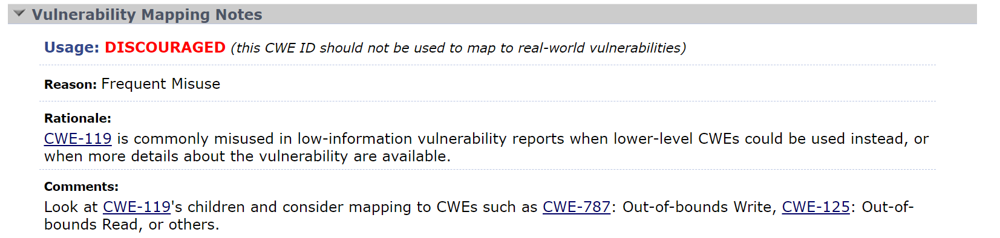 Vulnerability Mapping Notes
Usage: DISCOURAGED (this CWE ID should not be used to map to real-world vulnerabilities)
Reason: Frequent Misuse
Rationale:
CWE-119 is commonly misused in low-information vulnerability reports when lower-level CWEs could be used instead, or
when more details about the vulnerability are available.
Comments:
Look at CWE-119's children and consider mapping to CWEs such as CWE-787: Out-of-bounds Write, CWE-125: Out-of-
bounds Read, or others.